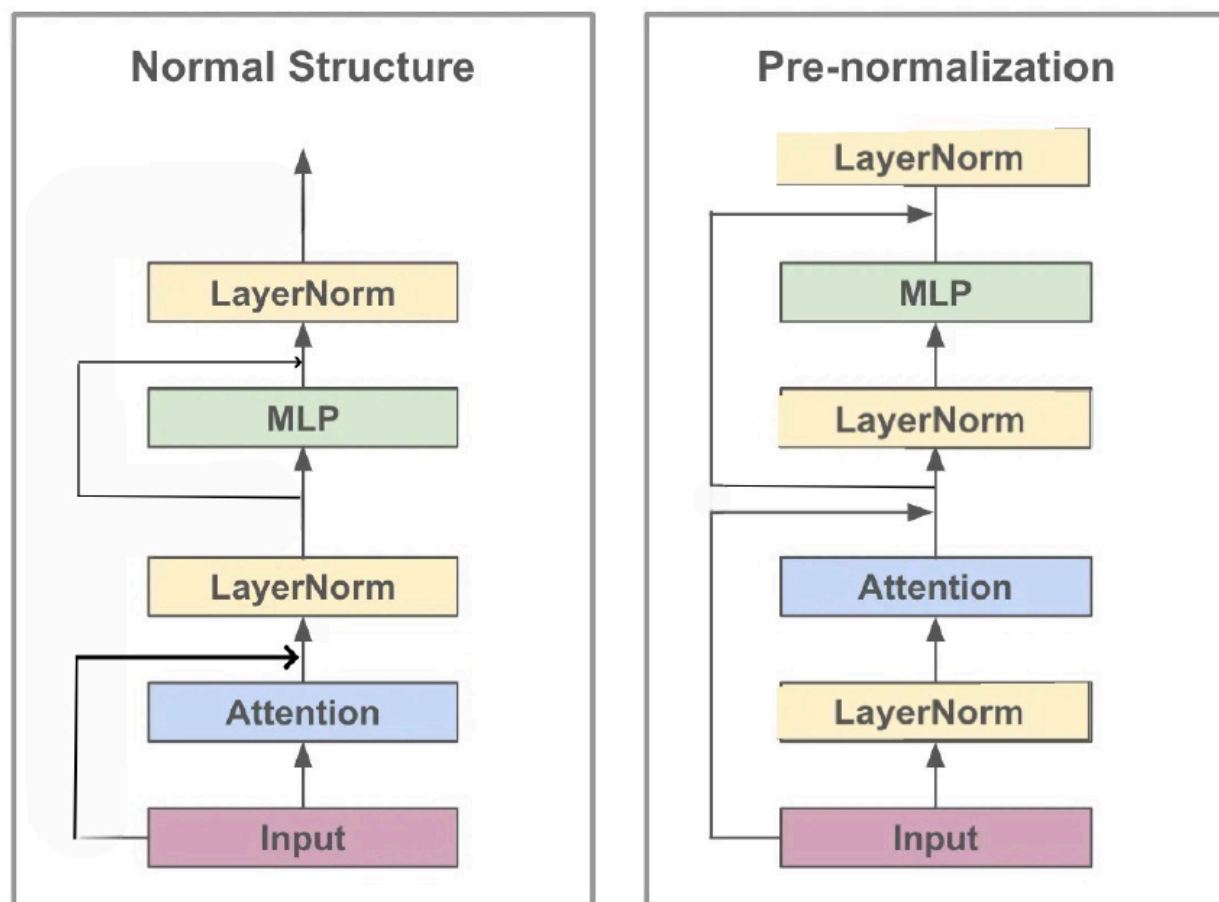 Normal Structure
LayerNorm
MLP
LayerNorm
Attention
Input
Pre-normalization
LayerNorm
MLP
LayerNorm
Attention
LayerNorm
Input